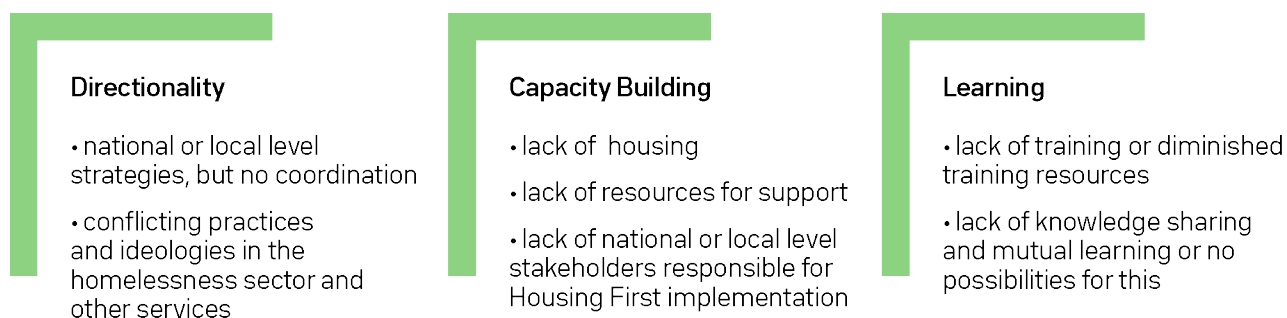 Directionality
• national or local level
strategies, but no coordination
• conflicting practices
and ideologies in the
homelessness sector and
other services
Capacity Building
• lack of  housing
• lack of resources for support
• lack of national or local level
stakeholders responsible for
Housing First implementation
Learning
• lack of training or diminished
training resources
• lack of knowledge sharing
and mutual learning or no
possibilities for this